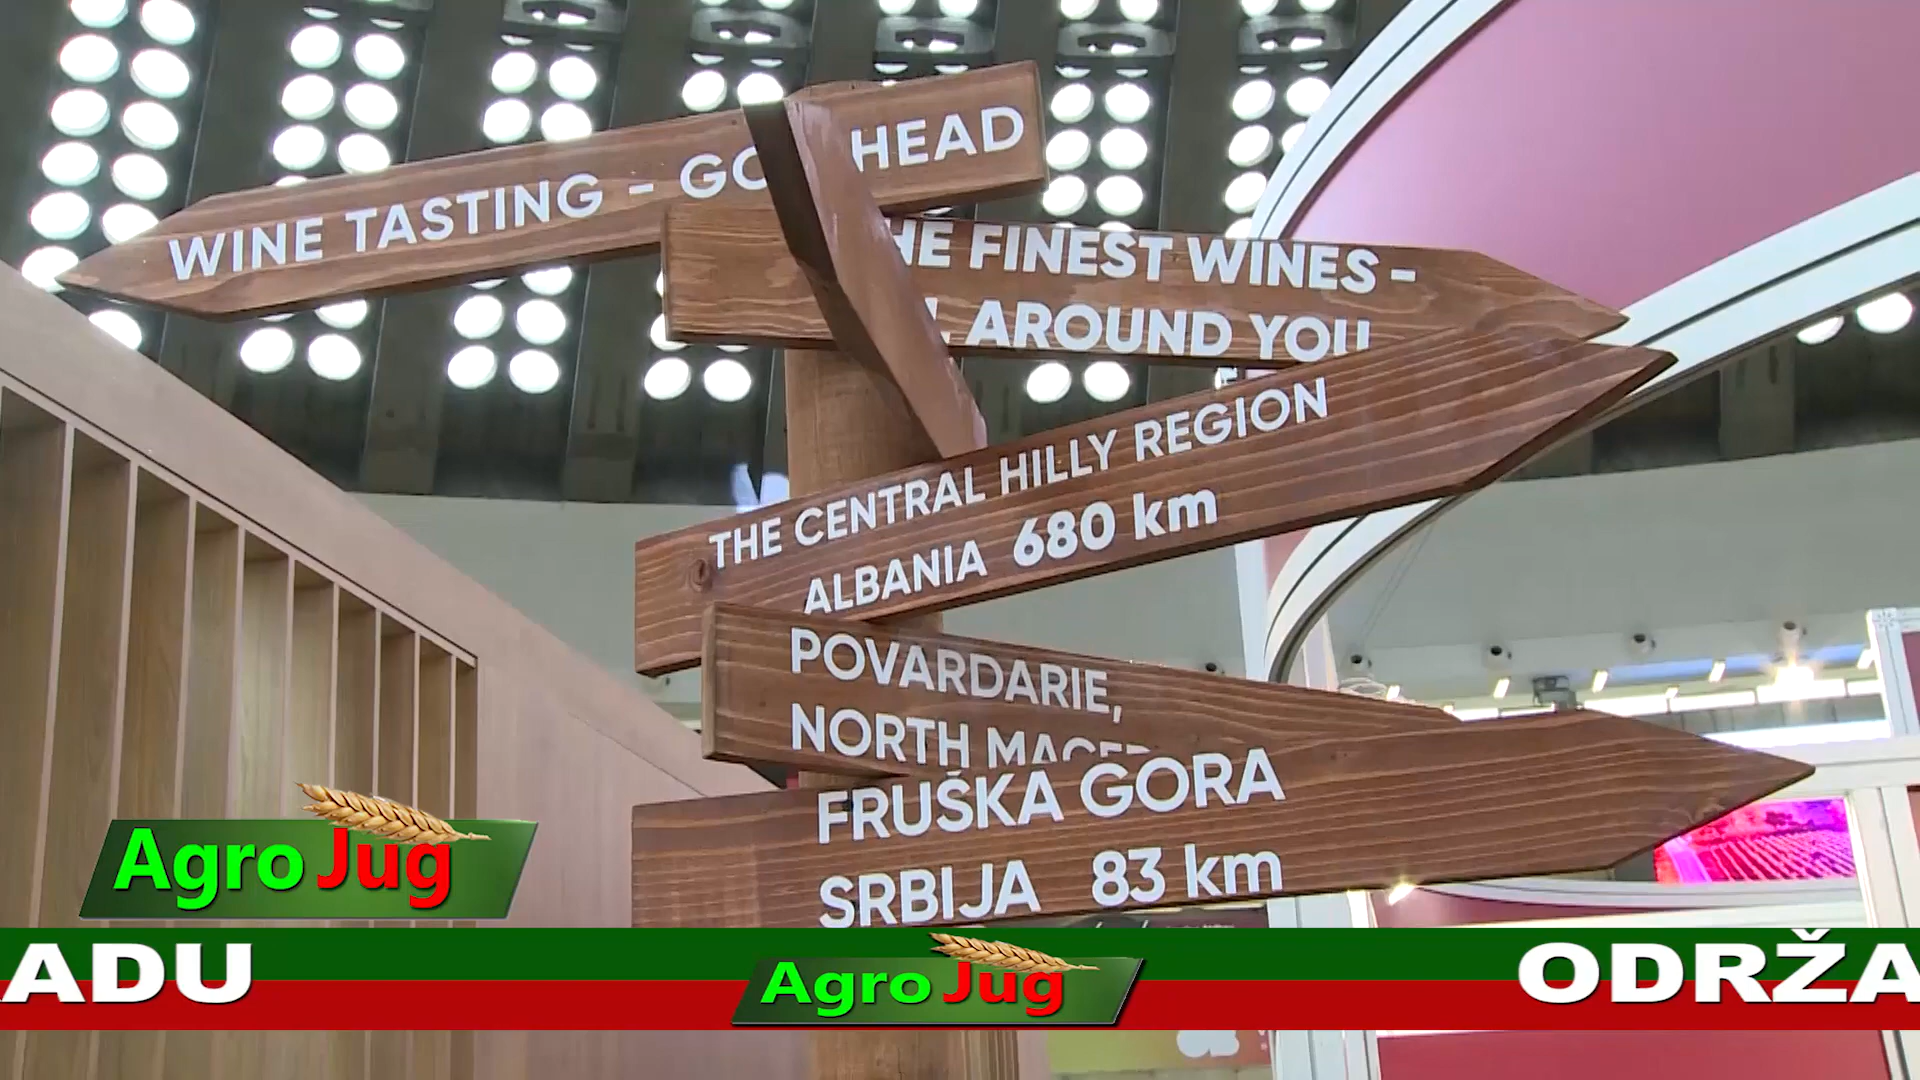 WINE TASTING - GO HEAD
HE FINEST WINES -
AROUND YOU
THE CENTRAL HILLY REGION
ALBANIA 680 km
POVARDARIE,
NORTH
FRUŠKA GORA
SRBIJA 83 km
Agro Jug
ADU Agro Jug ODRŽA